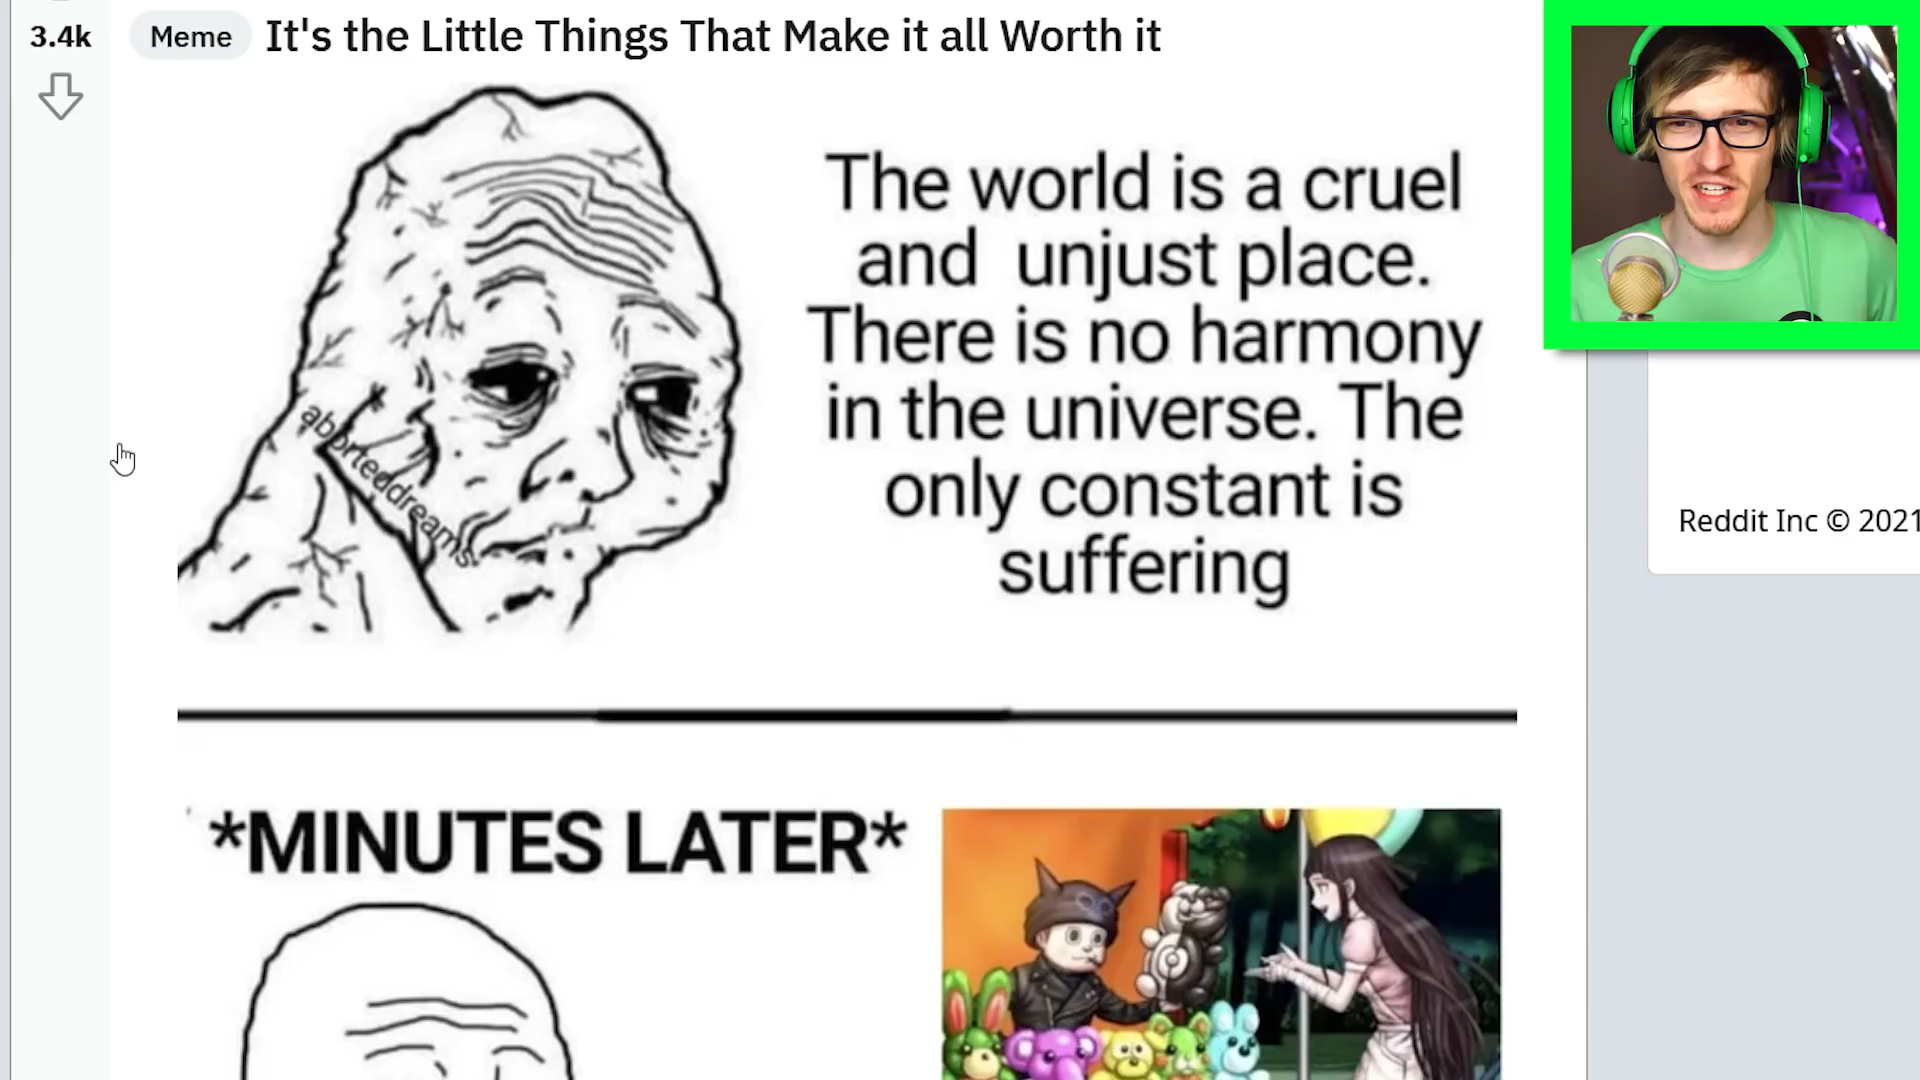 3.4k
Meme
It's the Little Things That Make it all Worth it
The world is a cruel
and unjust place.
There is no harmony
in the universe. The
only constant is
suffering
aborteddreams.
Reddit Inc © 2021
*MINUTES LATER*